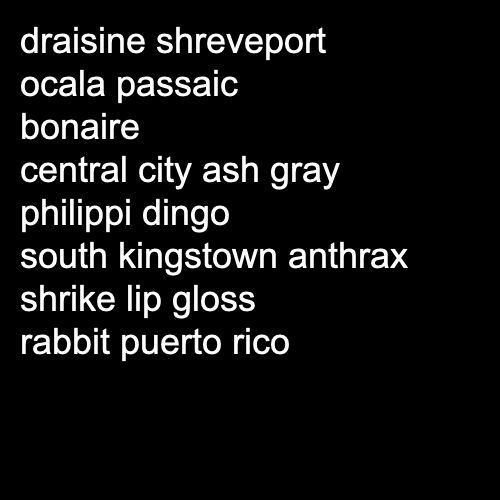 draisine shreveport
ocala passaic
bonaire
central city ash gray
philippi dingo
south kingstown anthrax
shrike lip gloss
rabbit puerto rico